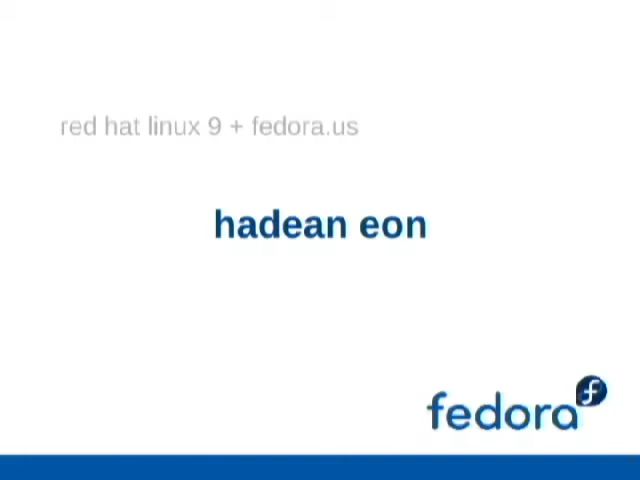 red hat linux 9 + fedora.us
hadean eon
fedora